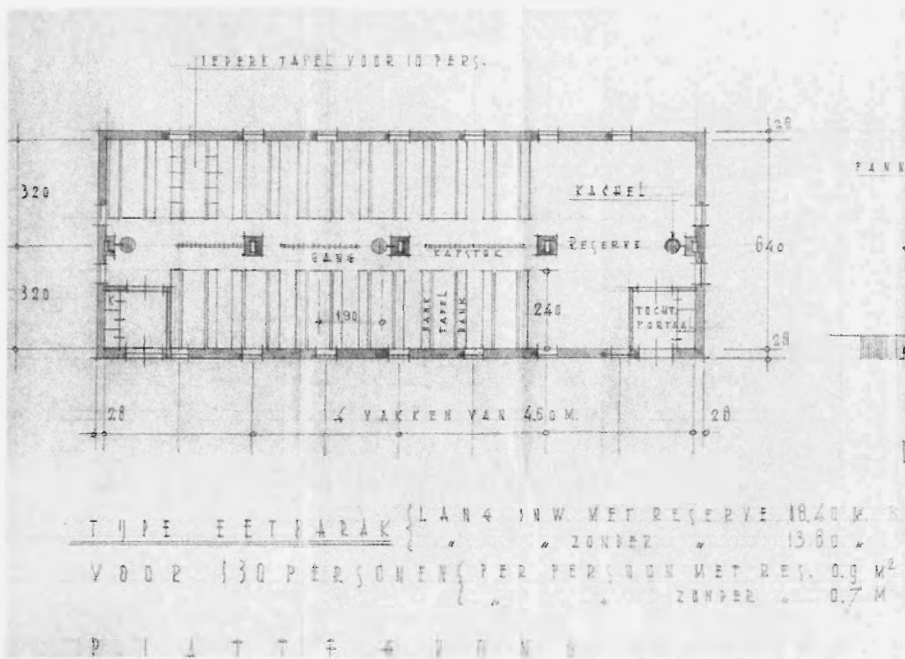 IEDERE TAFEL VOOR 10 PERS.
28
320
KACHEL
RESERVE
640
GANG
KAPSTOK
320
190
BANK
TAFEL
BANK
240
TOCHT
PORTAAL
K
28
28
4 VAKKEN VAN 4.60 M.
28
TYPE EETBARAK { LANG INW. MET RESERVE 18.40 M.
" " ZONDER " 13.80 "
VOOR 130 PERSONEN { PER PERSOON MET RES. 0.9 M²
" " ZONDER " 0.7 M
PLATTEGROND